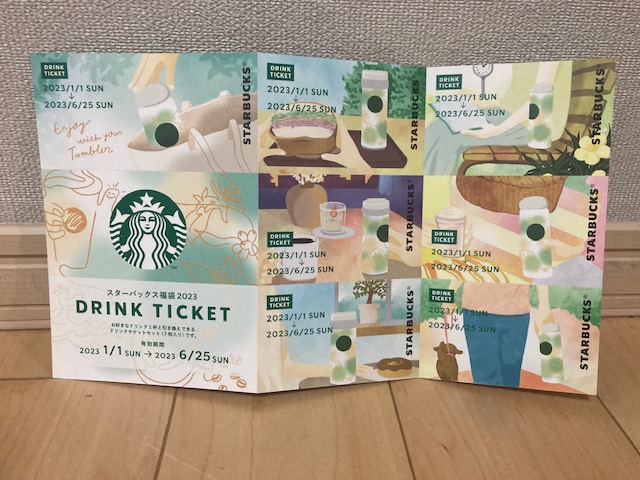 DRINK
TICKET
2023/1/1 SUN
↓
2023/6/25 SUN
Enjoy
with your
Tumbler
STARBUCKS®
DRINK
TICKET
2023/1/1 SUN
↓
2023/6/25 SUN
STARBUCKS®
DRINK
TICKET
2023/1/1 SUN
↓
2023/6/25 SUN
STARBUCKS®
TM
スターバックス福袋2023
DRINK TICKET
お好きなドリンク1杯と引き換えできる
ドリンクチケットセット(7枚入り)です。
有効期間
2023 1/1 SUN → 2023 6/25 SUN
DRINK
TICKET
2023/1/1 SUN
↓
2023/6/25 SUN
STARBUCKS®
DRINK
TICKET
2023/1/1 SUN
↓
2023/6/25 SUN
STARBUCKS®
DRINK
TICKET
2023/1/1 SUN
↓
2023/6/25 SUN
STARBUCKS®
DRINK
TICKET
2023/1/1 SUN
↓
2023/6/25 SUN
STARBUCKS®